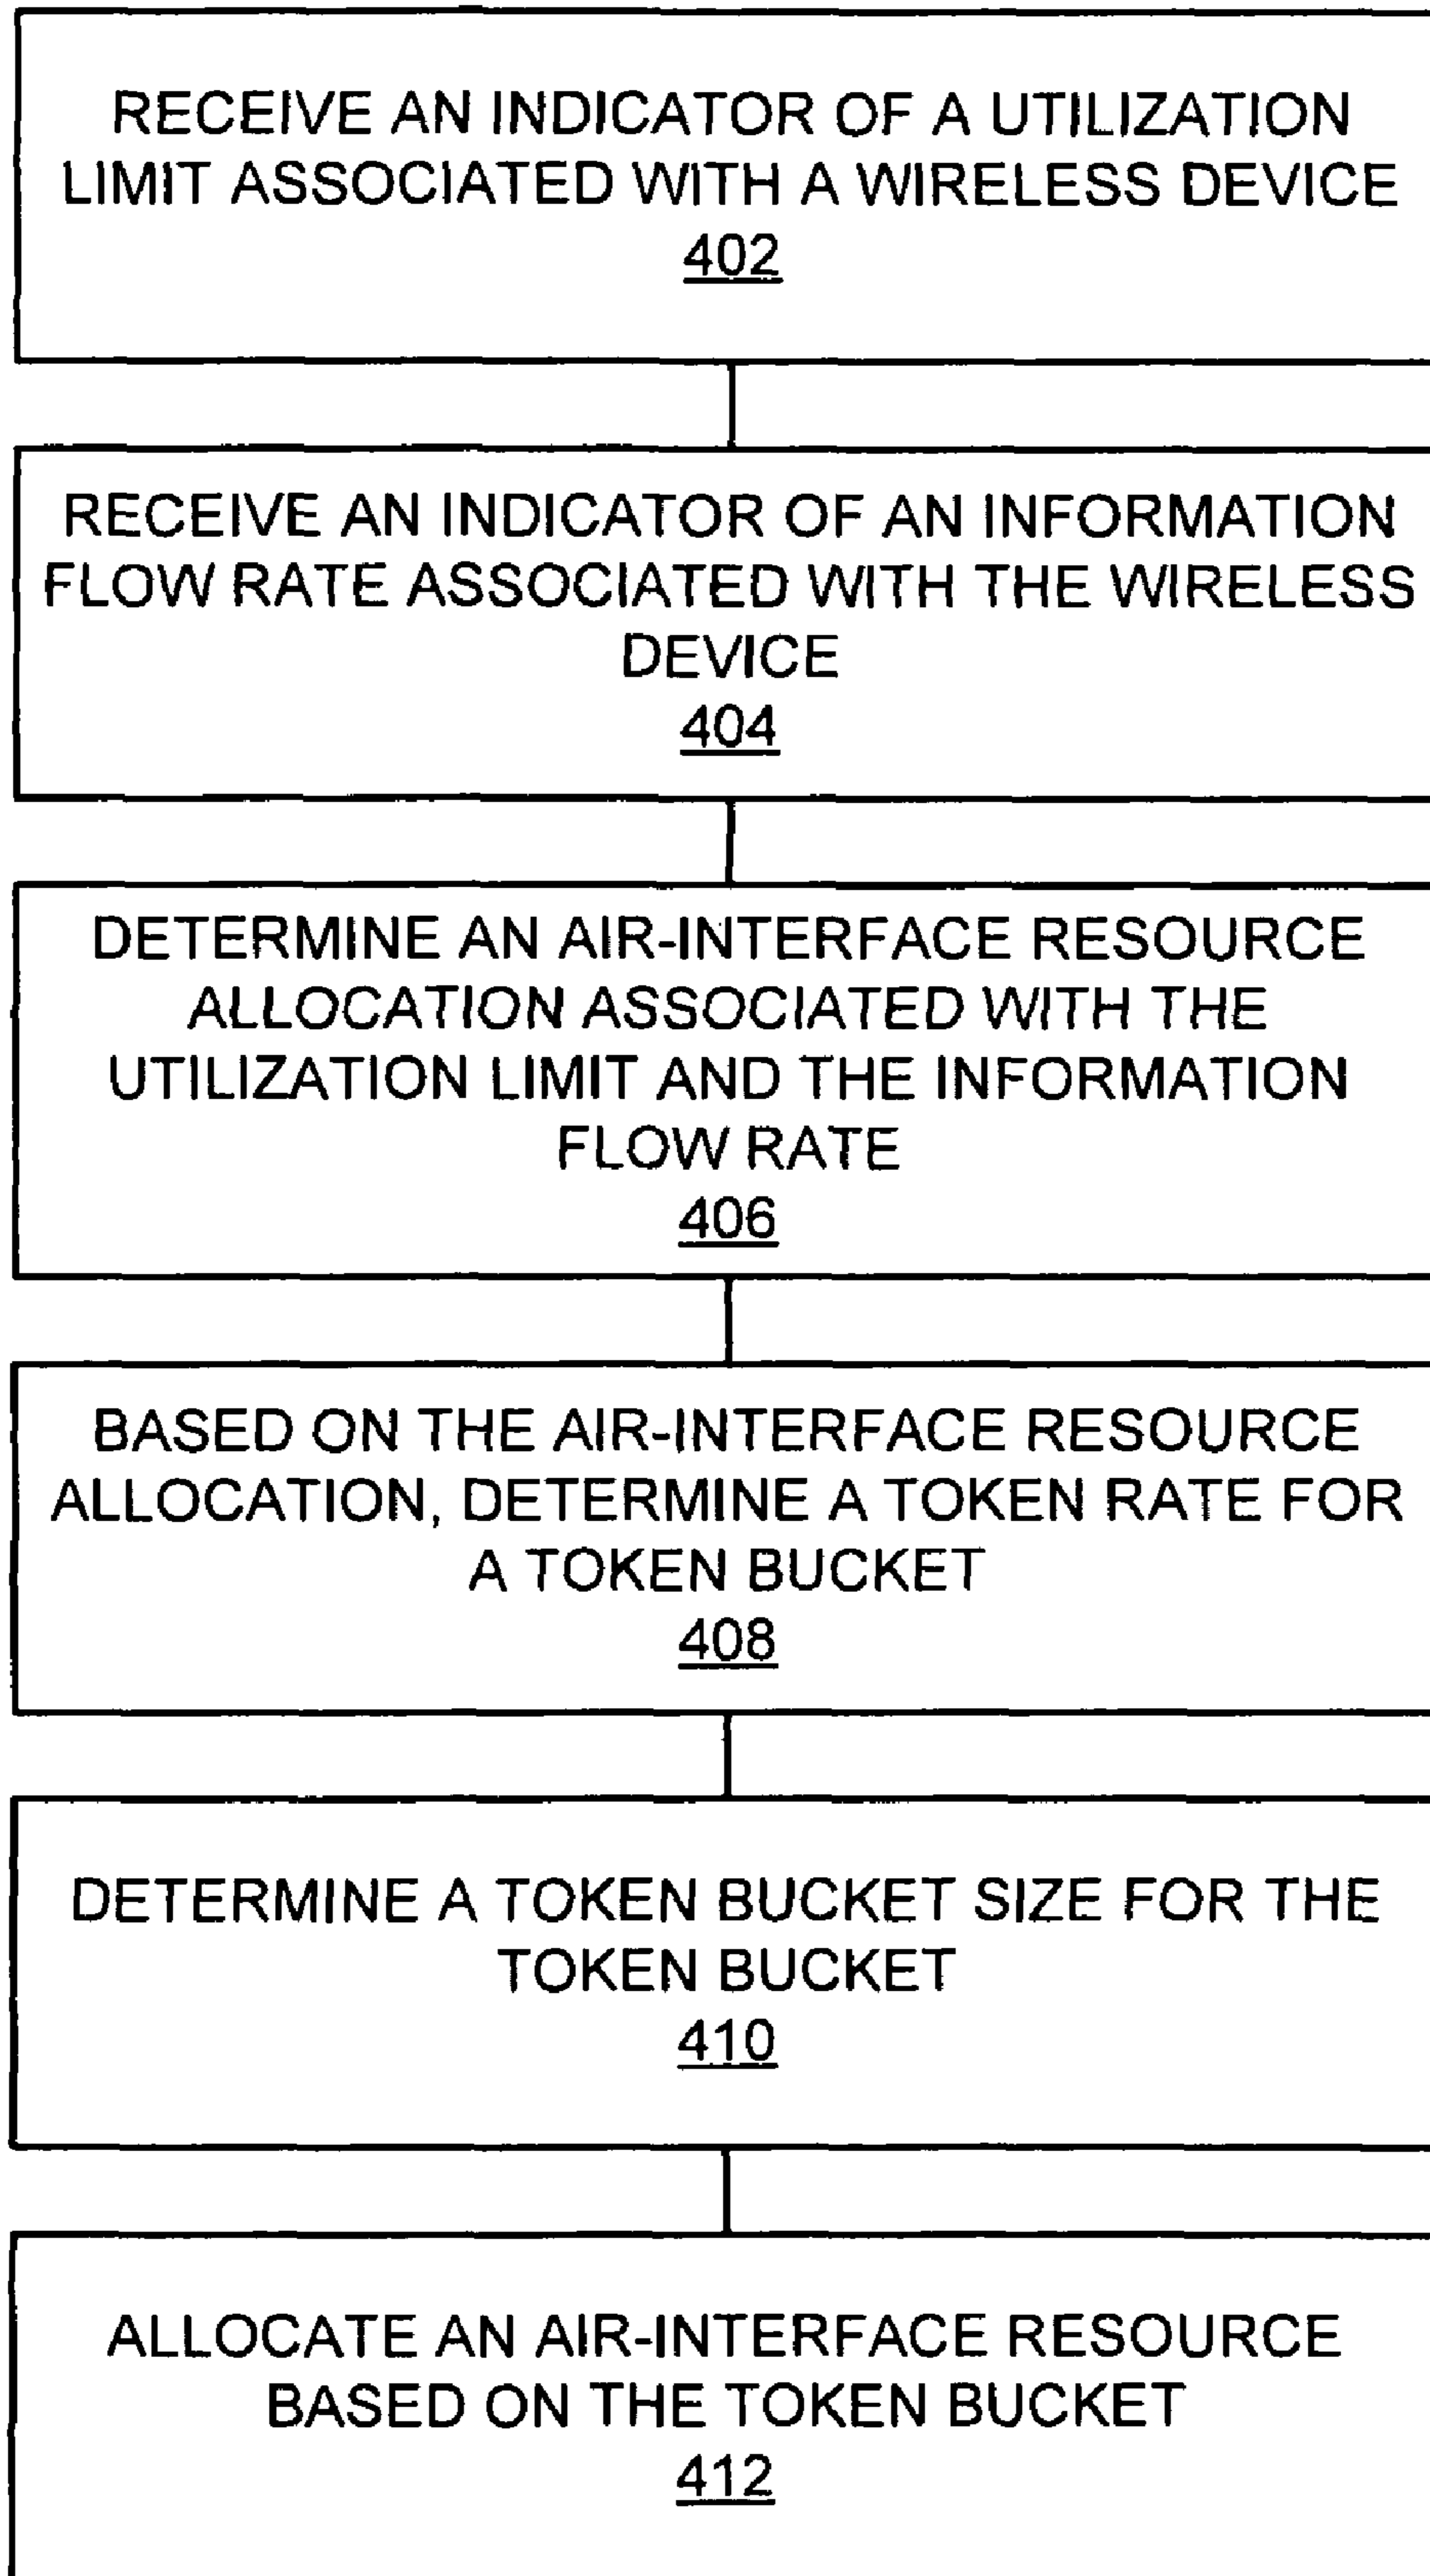 RECEIVE AN INDICATOR OF A UTILIZATION
LIMIT ASSOCIATED WITH A WIRELESS DEVICE
402
RECEIVE AN INDICATOR OF AN INFORMATION
FLOW RATE ASSOCIATED WITH THE WIRELESS
DEVICE
404
DETERMINE AN AIR-INTERFACE RESOURCE
ALLOCATION ASSOCIATED WITH THE
UTILIZATION LIMIT AND THE INFORMATION
FLOW RATE
406
BASED ON THE AIR-INTERFACE RESOURCE
ALLOCATION, DETERMINE A TOKEN RATE FOR
A TOKEN BUCKET
408
DETERMINE A TOKEN BUCKET SIZE FOR THE
TOKEN BUCKET
410
ALLOCATE AN AIR-INTERFACE RESOURCE
BASED ON THE TOKEN BUCKET
412